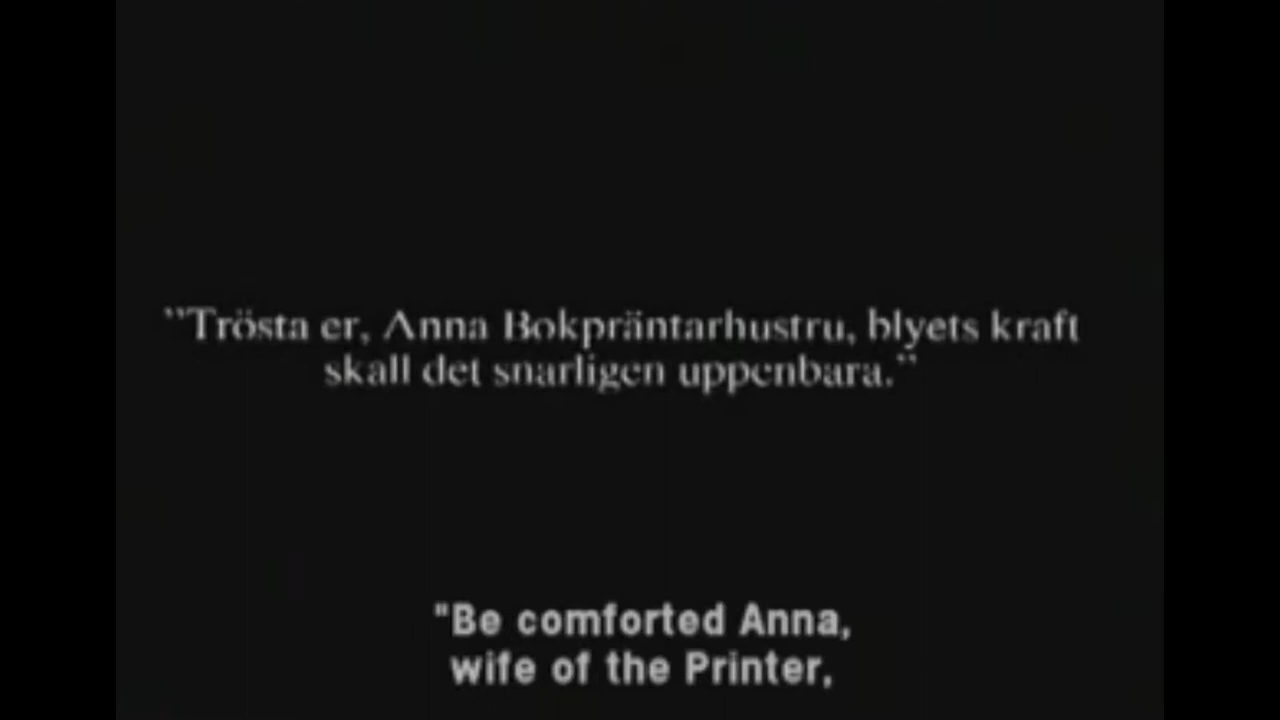 ”Trösta er, Anna Bokpräntarhustru, blyets kraft
skall det snarligen uppenbara.”
"Be comforted Anna,
wife of the Printer,